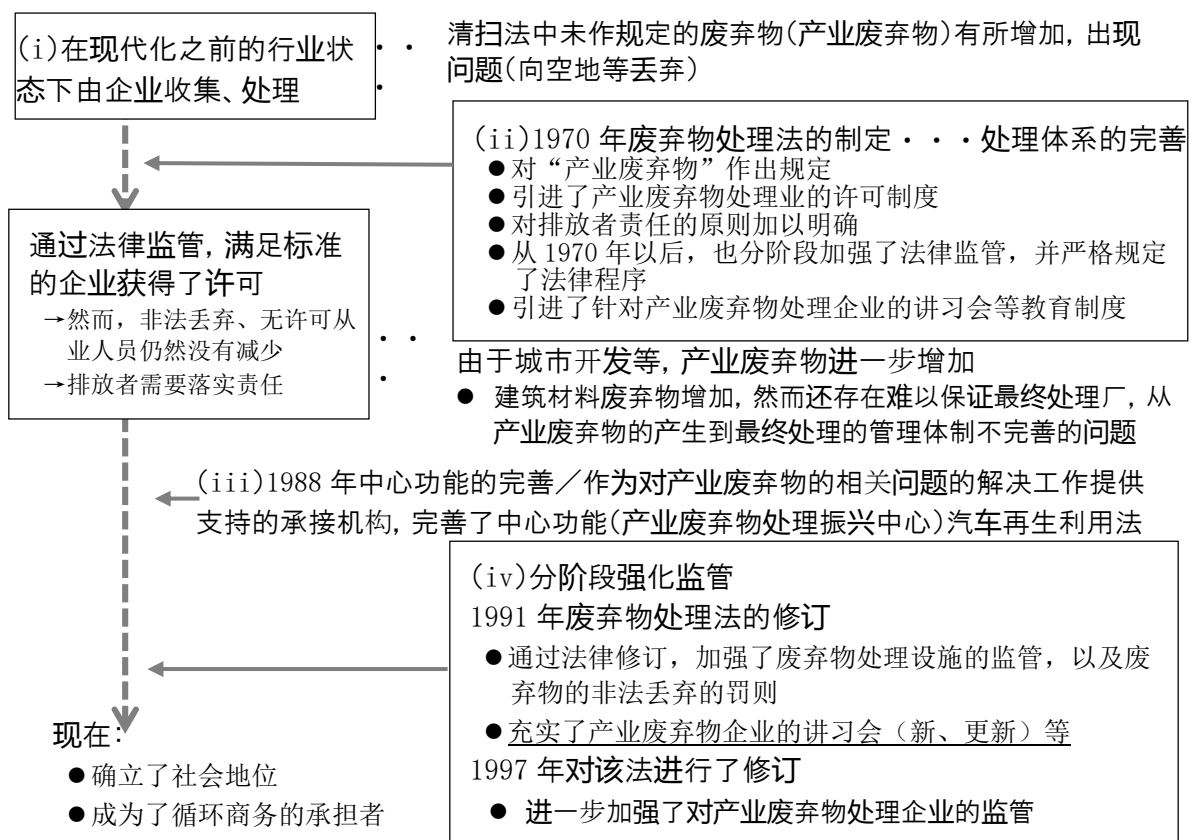 (i)在现代化之前的行业状
态下由企业收集、处理
・・
・
清扫法中未作规定的废弃物(产业废弃物)有所增加, 出现
问题(向空地等丢弃)
(ii)1970 年废弃物处理法的制定・・・处理体系的完善
●对“产业废弃物”作出规定
●引进了产业废弃物处理业的许可制度
●对排放者责任的原则加以明确
●从 1970 年以后，也分阶段加强了法律监管，并严格规定
了法律程序
●引进了针对产业废弃物处理企业的讲习会等教育制度
通过法律监管, 满足标准
的企业获得了许可
→然而，非法丢弃、无许可从
业人员仍然没有减少
→排放者需要落实责任
・・
・
由于城市开发等, 产业废弃物进一步增加
● 建筑材料废弃物增加, 然而还存在难以保证最终处理厂, 从
产业废弃物的产生到最终处理的管理体制不完善的问题
(iii)1988 年中心功能的完善／作为对产业废弃物的相关问题的解决工作提供
支持的承接机构, 完善了中心功能(产业废弃物处理振兴中心)汽车再生利用法
(iv)分阶段强化监管
1991 年废弃物处理法的修订
●通过法律修订，加强了废弃物处理设施的监管，以及废
弃物的非法丢弃的罚则
●充实了产业废弃物企业的讲习会（新、更新）等
1997 年对该法进行了修订
● 进一步加强了对产业废弃物处理企业的监管
现在:
●确立了社会地位
●成为了循环商务的承担者